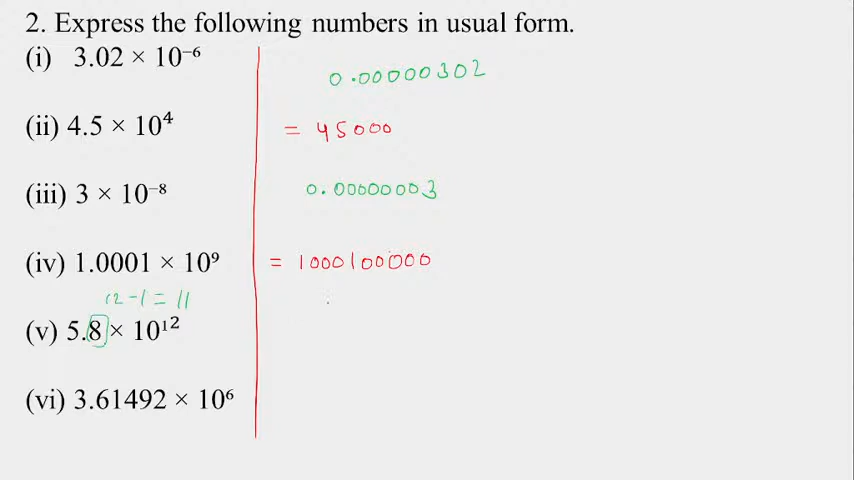 2. Express the following numbers in usual form.
(i) 3.02 × 10⁻⁶
0.00000302
(ii) 4.5 × 10⁴
= 45000
(iii) 3 × 10⁻⁸
0.00000003
(iv) 1.0001 × 10⁹
= 1000100000
12-1 = 11
(v) 5.8 × 10¹²
(vi) 3.61492 × 10⁶